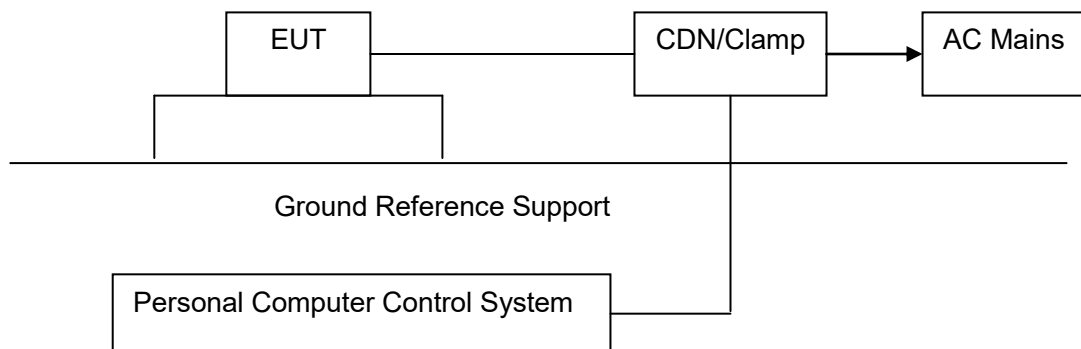 EUT
CDN/Clamp
AC Mains
Ground Reference Support
Personal Computer Control System